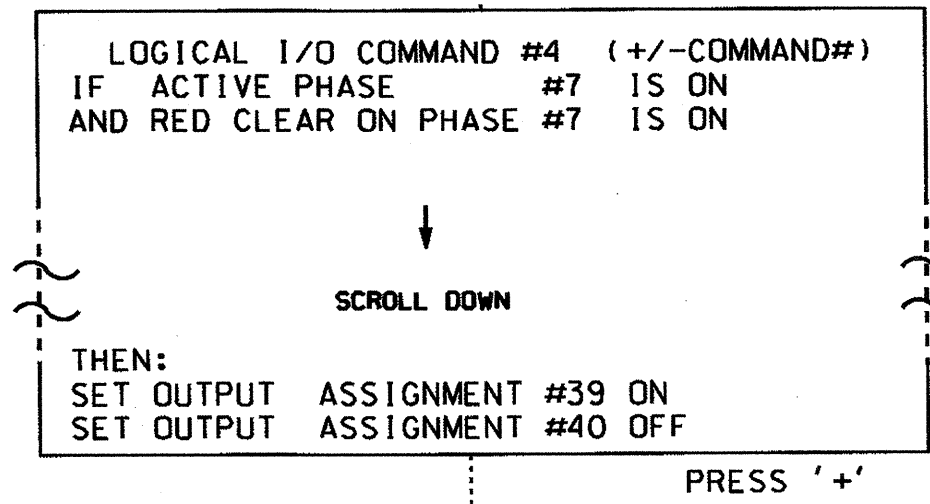 LOGICAL I/O COMMAND #4 (+/-COMMAND#)
IF ACTIVE PHASE #7 IS ON
AND RED CLEAR ON PHASE #7 IS ON
SCROLL DOWN
THEN:
SET OUTPUT ASSIGNMENT #39 ON
SET OUTPUT ASSIGNMENT #40 OFF
PRESS '+'